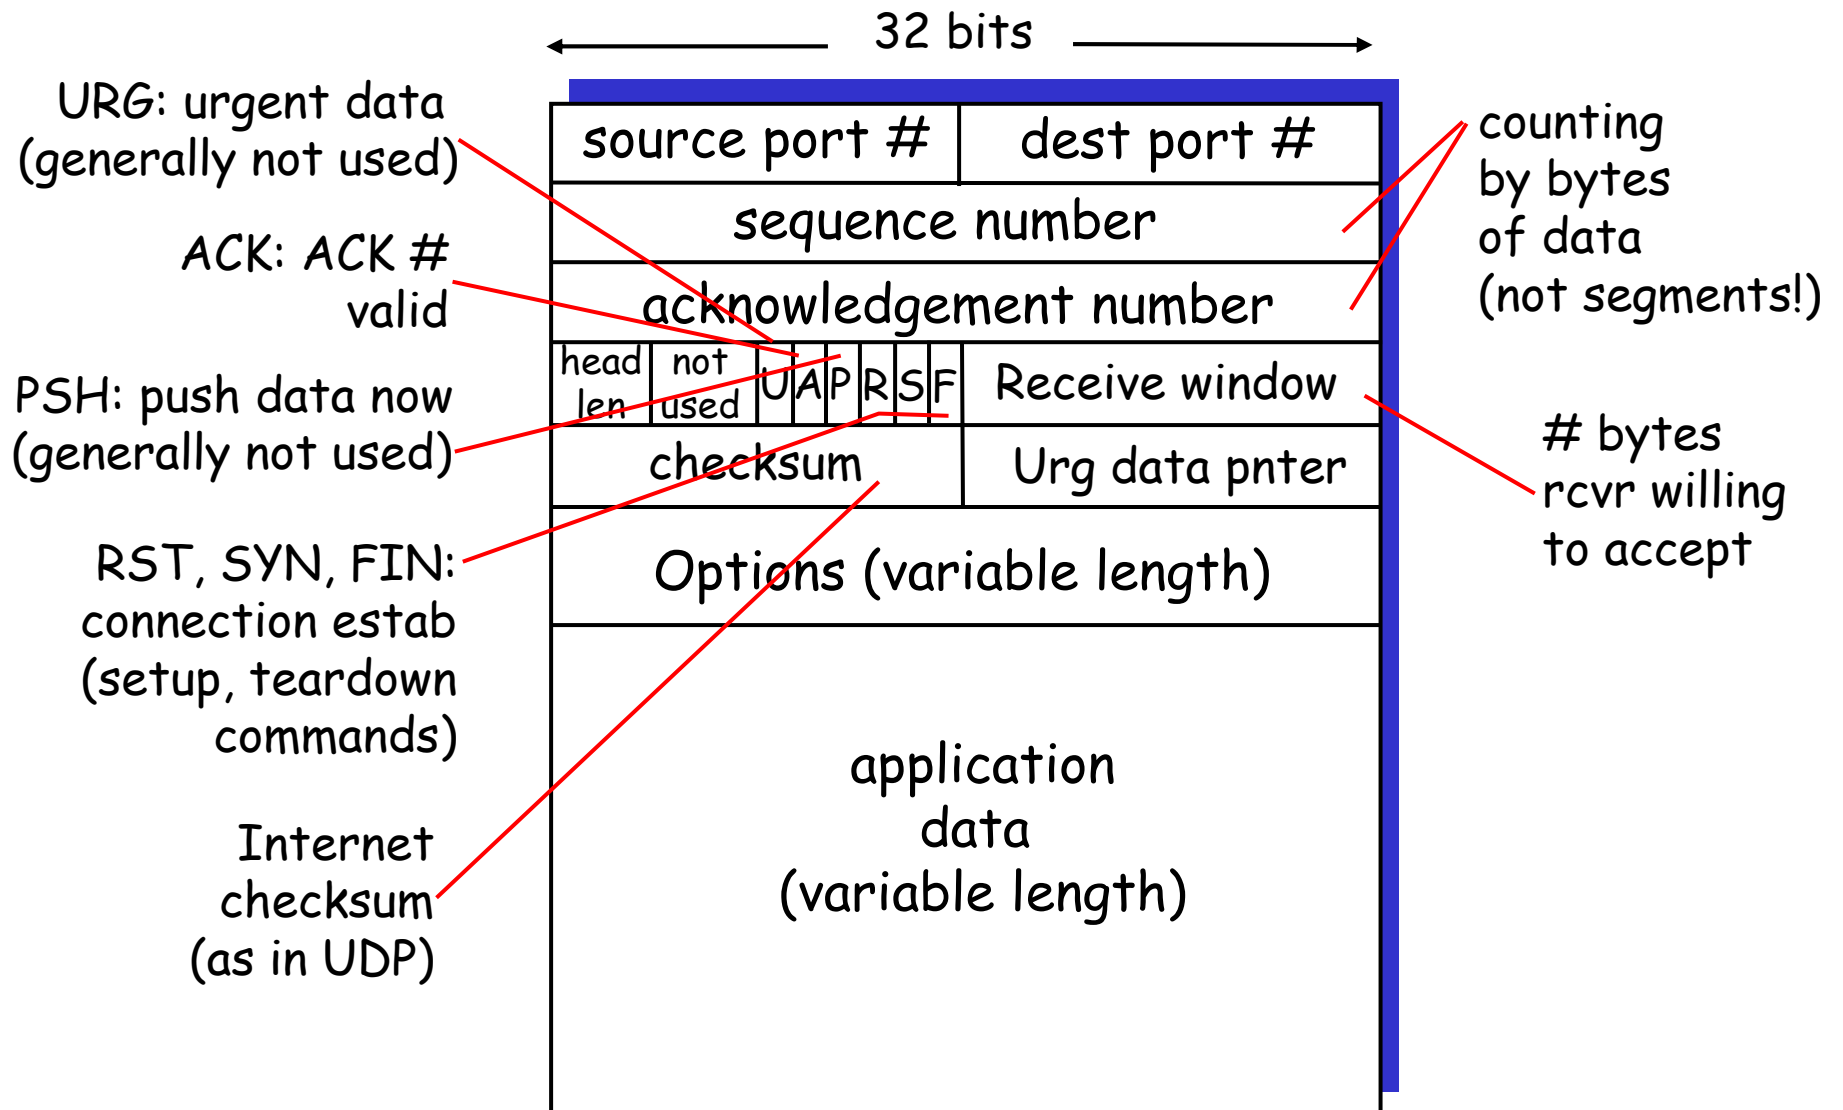 32 bits
URG: urgent data
(generally not used)
ACK: ACK #
valid
PSH: push data now
(generally not used)
RST, SYN, FIN:
connection estab
(setup, teardown
commands)
Internet
checksum
(as in UDP)
source port #
dest port #
sequence number
acknowledgement number
head
len
not
used
U
A
P
R
S
F
Receive window
checksum
Urg data pnter
Options (variable length)
application
data
(variable length)
counting
by bytes
of data
(not segments!)
# bytes
rcvr willing
to accept